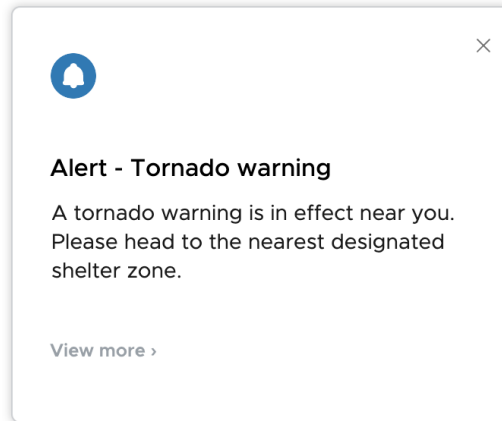 Alert - Tornado warning
A tornado warning is in effect near you.
Please head to the nearest designated
shelter zone.
View more ›